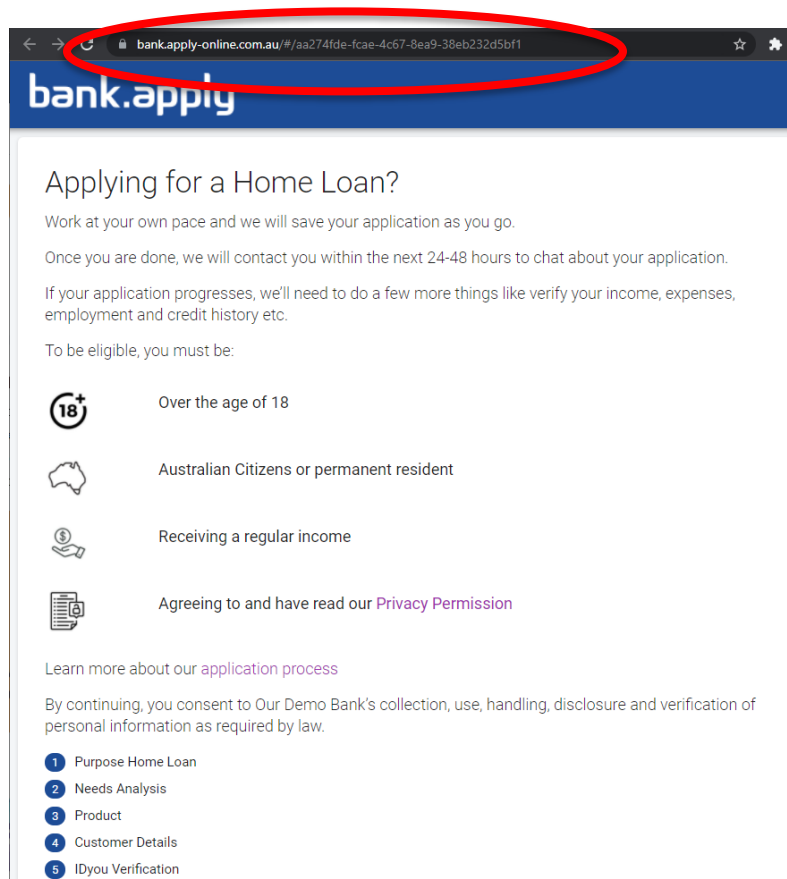 bank.apply-online.com.au/#/aa274fde-fcae-4c67-8ea9-38eb232d5bf1
bank.apply
Applying for a Home Loan?
Work at your own pace and we will save your application as you go.
Once you are done, we will contact you within the next 24-48 hours to chat about your application.
If your application progresses, we'll need to do a few more things like verify your income, expenses,
employment and credit history etc.
To be eligible, you must be:
18+
Over the age of 18
Australian Citizens or permanent resident
$
Receiving a regular income
Agreeing to and have read our Privacy Permission
Learn more about our application process
By continuing, you consent to Our Demo Bank's collection, use, handling, disclosure and verification of
personal information as required by law.
1 Purpose Home Loan
2 Needs Analysis
3 Product
4 Customer Details
5 IDyou Verification